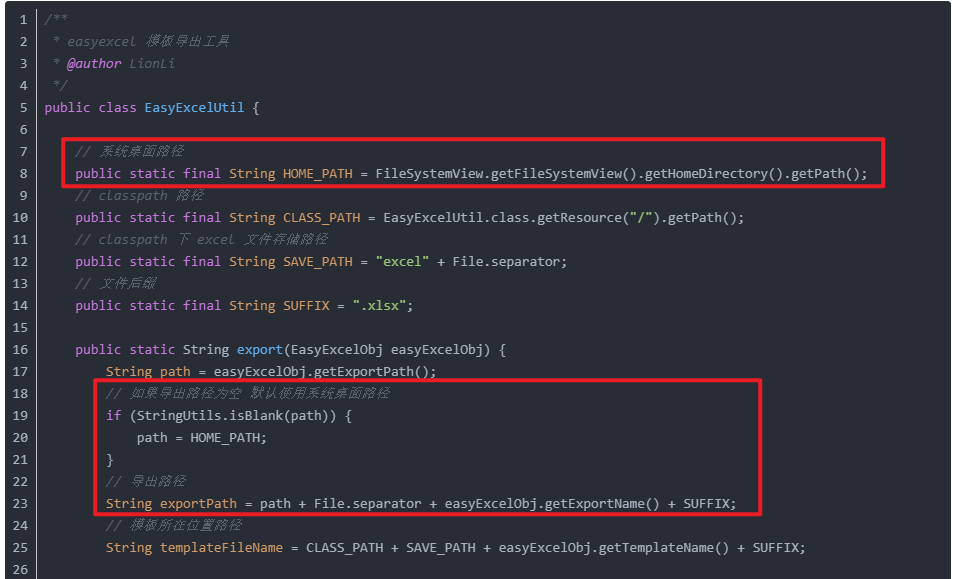 1 /**
2 * easyexcel 模板导出工具
3 * @author LionLi
4 */
5 public class EasyExcelUtil {
6
7 // 系统桌面路径
8 public static final String HOME_PATH = FileSystemView.getFileSystemView().getHomeDirectory().getPath();
9 // classpath 路径
10 public static final String CLASS_PATH = EasyExcelUtil.class.getResource("/").getPath();
11 // classpath 下 excel 文件存储路径
12 public static final String SAVE_PATH = "excel" + File.separator;
13 // 文件后缀
14 public static final String SUFFIX = ".xlsx";
15
16 public static String export(EasyExcelObj easyExcelObj) {
17 String path = easyExcelObj.getExportPath();
18 // 如果导出路径为空 默认使用系统桌面路径
19 if (StringUtils.isBlank(path)) {
20 path = HOME_PATH;
21 }
22 // 导出路径
23 String exportPath = path + File.separator + easyExcelObj.getExportName() + SUFFIX;
24 // 模板所在位置路径
25 String templateFileName = CLASS_PATH + SAVE_PATH + easyExcelObj.getTemplateName() + SUFFIX;
26